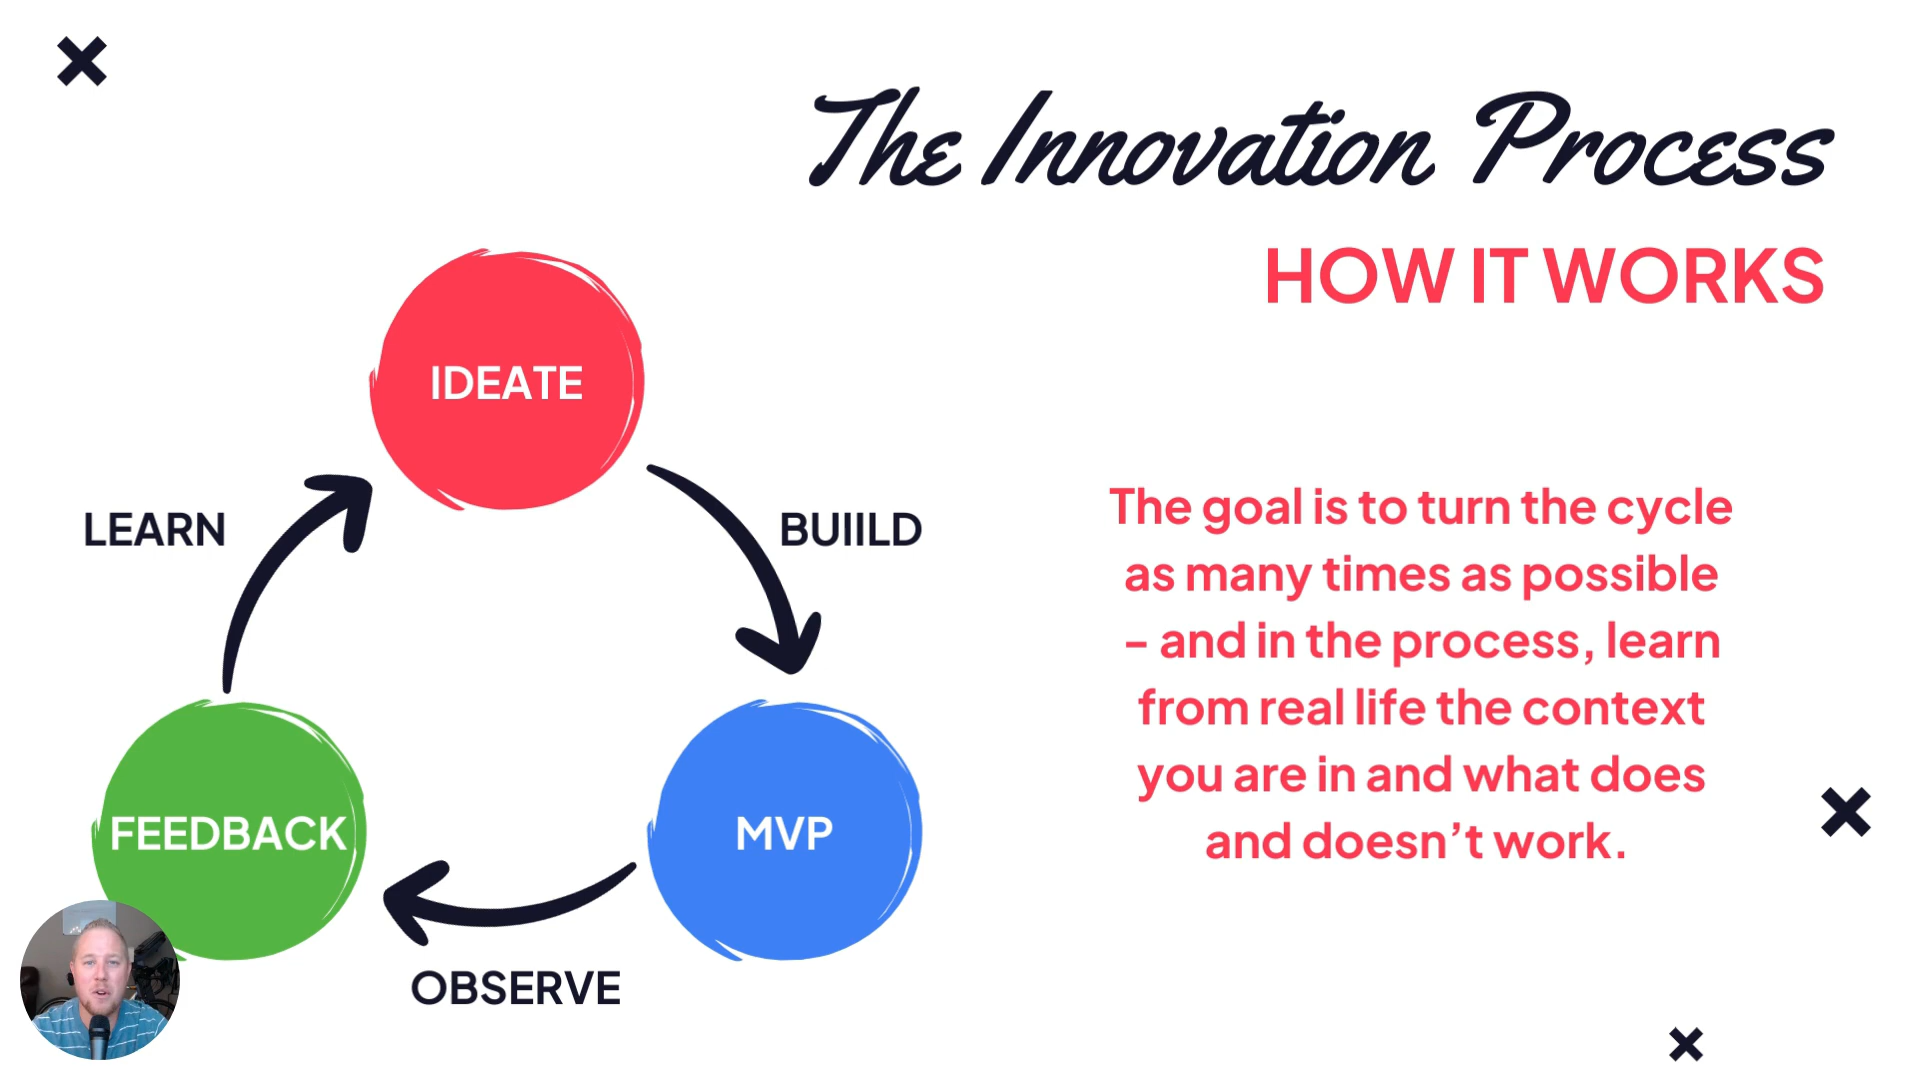 The Innovation Process
HOW IT WORKS
IDEATE
LEARN
BUIILD
The goal is to turn the cycle
as many times as possible
– and in the process, learn
from real life the context
you are in and what does
and doesn’t work.
FEEDBACK
MVP
OBSERVE